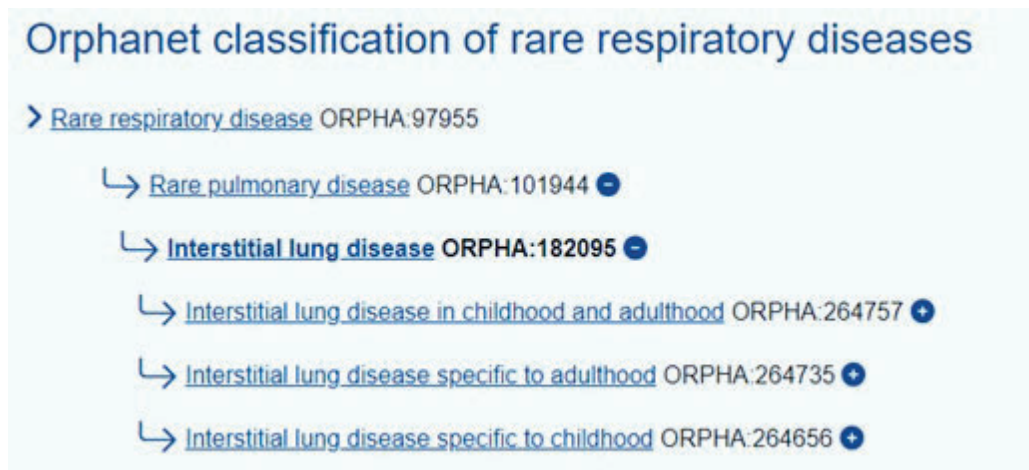 Orphanet classification of rare respiratory diseases
Rare respiratory disease ORPHA:97955
Rare pulmonary disease ORPHA:101944
Interstitial lung disease ORPHA:182095
Interstitial lung disease in childhood and adulthood ORPHA:264757
Interstitial lung disease specific to adulthood ORPHA:264735
Interstitial lung disease specific to childhood ORPHA:264656